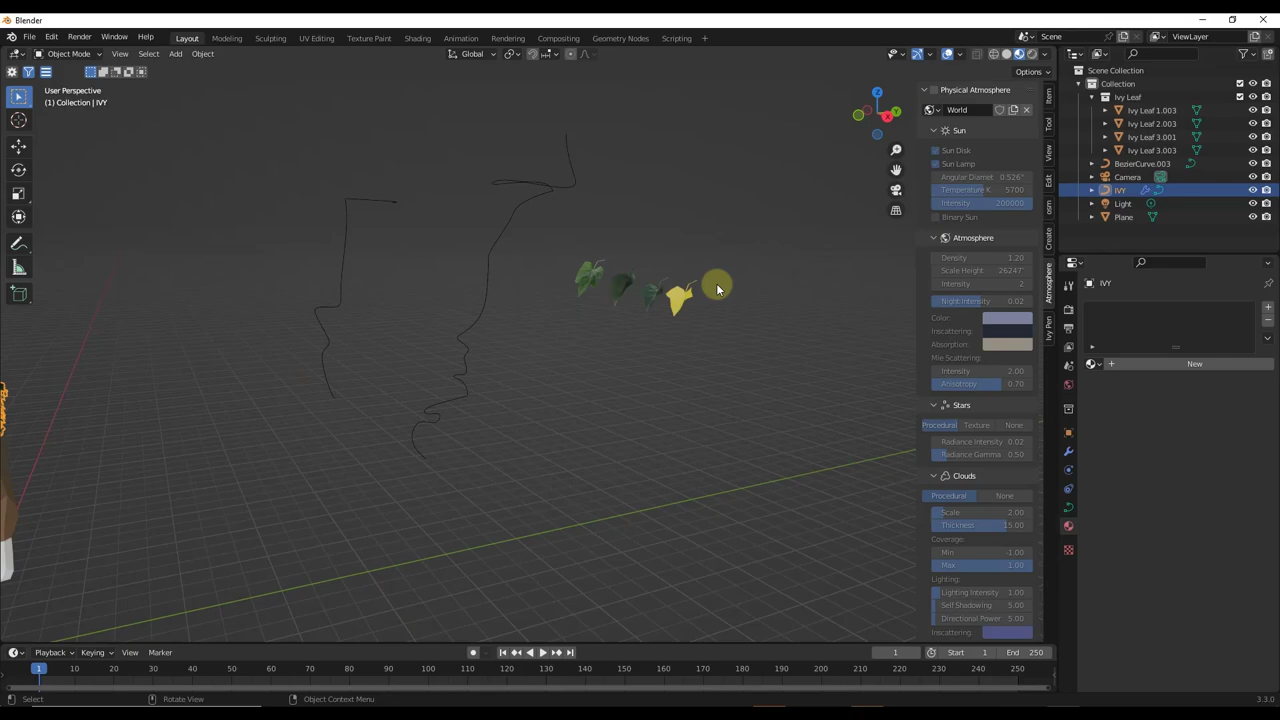 Blender
File Edit Render Window Help Layout Modeling Sculpting UV Editing Texture Paint Shading Animation Rendering Compositing Geometry Nodes Scripting + Scene ViewLayer
Object Mode View Select Add Object Global
Options
User Perspective
(1) Collection | IVY
Z
Y
X
Item
Tool
View
Edit
osm
Create
Atmosphere
Ivy Pen
Physical Atmosphere
World
Sun
Sun Disk
Sun Lamp
Angular Diamet 0.526°
Temperature K 5700
Intensity 200000
Binary Sun
Atmosphere
Density 1.20
Scale Height 26247'
Intensity 2
Night Intensity 0.02
Color:
Inscattering:
Absorption:
Mie Scattering:
Intensity 2.00
Anisotropy 0.70
Stars
Procedural Texture None
Radiance Intensity 0.02
Radiance Gamma 0.50
Clouds
Procedural None
Scale 2.00
Thickness 15.00
Coverage:
Min -1.00
Max 1.00
Lighting:
Lighting Intensity 1.00
Self Shadowing 5.00
Directional Power 5.00
Inscattering:
Scene Collection
Collection
Ivy Leaf
Ivy Leaf 1.003
Ivy Leaf 2.003
Ivy Leaf 3.001
Ivy Leaf 3.003
BezierCurve.003
Camera
IVY
Light
Plane
IVY
New
Playback Keying View Marker 1 Start 1 End 250
1 10 20 30 40 50 60 70 80 90 100 110 120 130 140 150 160 170 180 190 200 210 220 230 240 250
Select Rotate View Object Context Menu 3.3.0